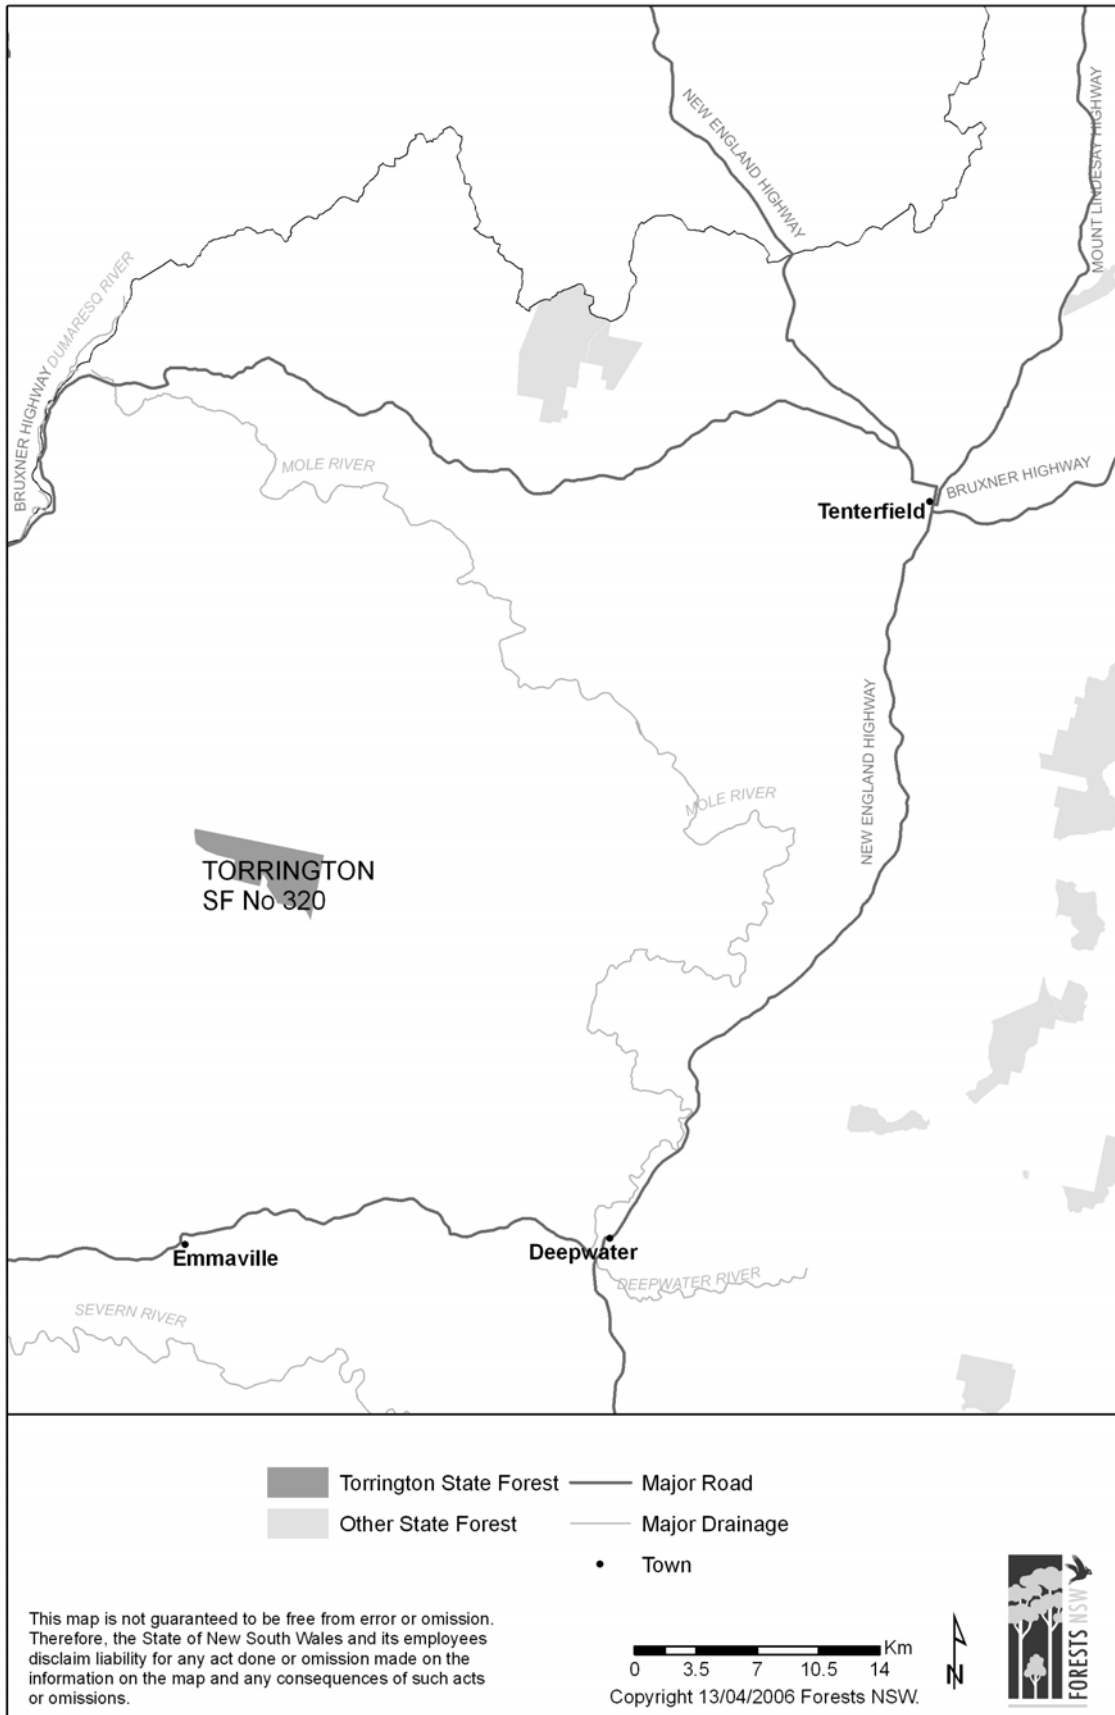 NEW ENGLAND HIGHWAY
MOUNT LINDESAY HIGHWAY
DUMARESQ RIVER
BRUXNER HIGHWAY
MOLE RIVER
BRUXNER HIGHWAY
Tenterfield
NEW ENGLAND HIGHWAY
MOLE RIVER
TORRINGTON
SF No 320
Emmaville
Deepwater
DEEPWATER RIVER
SEVERN RIVER
Torrington State Forest
Major Road
Other State Forest
Major Drainage
Town
This map is not guaranteed to be free from error or omission.
Therefore, the State of New South Wales and its employees
disclaim liability for any act done or omission made on the
information on the map and any consequences of such acts
or omissions.
Km
0 3.5 7 10.5 14
Copyright 13/04/2006 Forests NSW.
N
FORESTS NSW